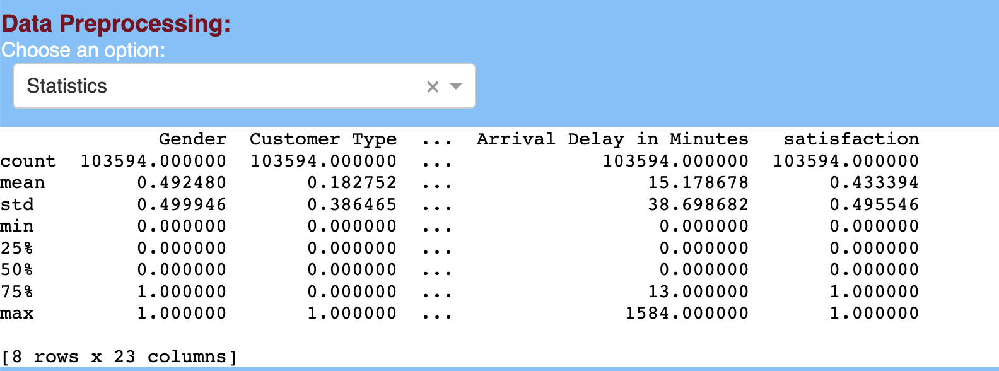 Data Preprocessing:
Choose an option:
Statistics × 
Gender  Customer Type  ...  Arrival Delay in Minutes   satisfaction
count  103594.000000  103594.000000  ...             103594.000000  103594.000000
mean        0.492480       0.182752  ...                 15.178678       0.433394
std         0.499946       0.386465  ...                 38.698682       0.495546
min         0.000000       0.000000  ...                  0.000000       0.000000
25%         0.000000       0.000000  ...                  0.000000       0.000000
50%         0.000000       0.000000  ...                  0.000000       0.000000
75%         1.000000       0.000000  ...                 13.000000       1.000000
max         1.000000       1.000000  ...               1584.000000       1.000000
[8 rows x 23 columns]